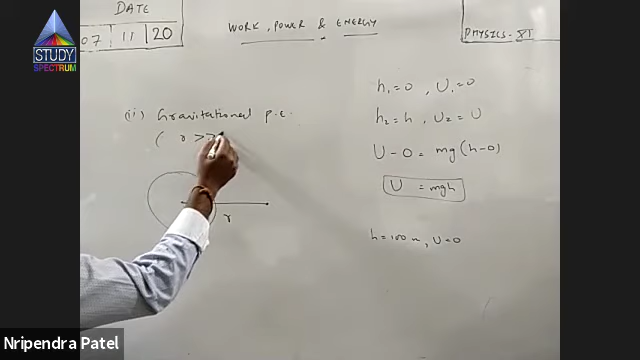 DATE
07 11 20
STUDY
SPECTRUM
WORK, POWER & ENERGY
PHYSICS - XI
(ii) Gravitational p.e.
( r >>
r
h₁=0 , U₁=0
h₂=h , U₂=U
U-0 = mg(h-0)
U = mgh
h=100m, U=0
Nripendra Patel